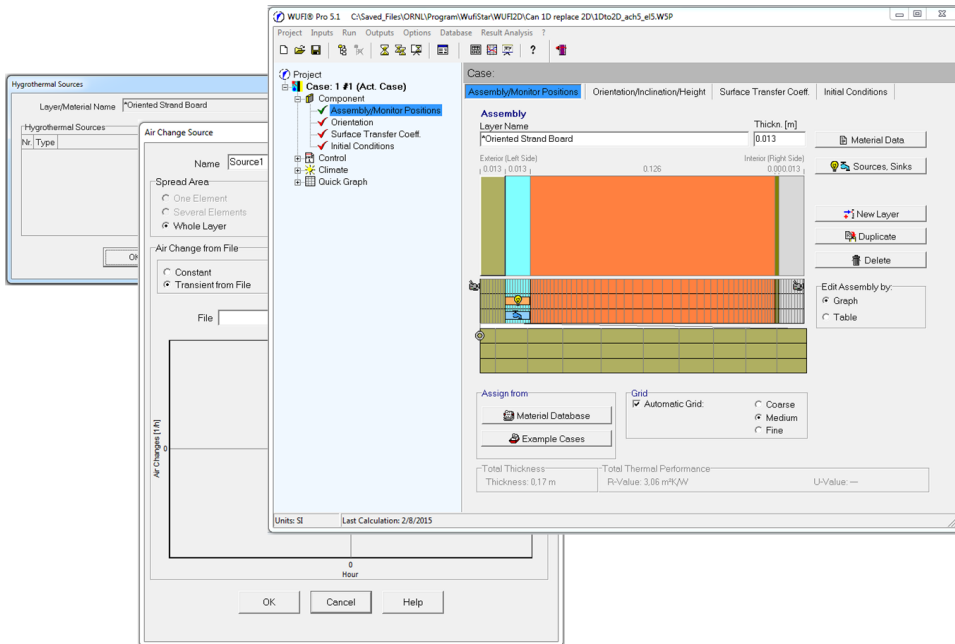 WUFI® Pro 5.1 C:\Saved_Files\ORNL\Program\WufiStar\WUFI2D\Can 1D replace 2D\1Dto2D_ach5_el5.W5P
Project Inputs Run Outputs Options Database Result Analysis ?
Project
Case: 1 #1 (Act. Case)
Component
Assembly/Monitor Positions
Orientation
Surface Transfer Coeff.
Initial Conditions
Control
Climate
Quick Graph
Case:
Assembly/Monitor Positions Orientation/Inclination/Height Surface Transfer Coeff. Initial Conditions
Assembly
Layer Name Thickn. [m]
*Oriented Strand Board 0.013
Exterior (Left Side) Interior (Right Side)
0.013 0.013 0.126 0.000 0.013
Material Data
Sources, Sinks
New Layer
Duplicate
Delete
Edit Assembly by:
Graph
Table
Assign from
Material Database
Example Cases
Grid
Automatic Grid:
Coarse
Medium
Fine
Total Thickness
Thickness: 0,17 m
Total Thermal Performance
R-Value: 3,06 m²K/W U-Value: ---
Units: SI Last Calculation: 2/8/2015
Hygrothermal Sources
Layer/Material Name *Oriented Strand Board
Hygrothermal Sources
Nr. Type
Air Change Source
Name Source1
Spread Area
One Element
Several Elements
Whole Layer
Air Change from File
Constant
Transient from File
File
Air Changes [1/h]
0
0
Hour
OK Cancel Help